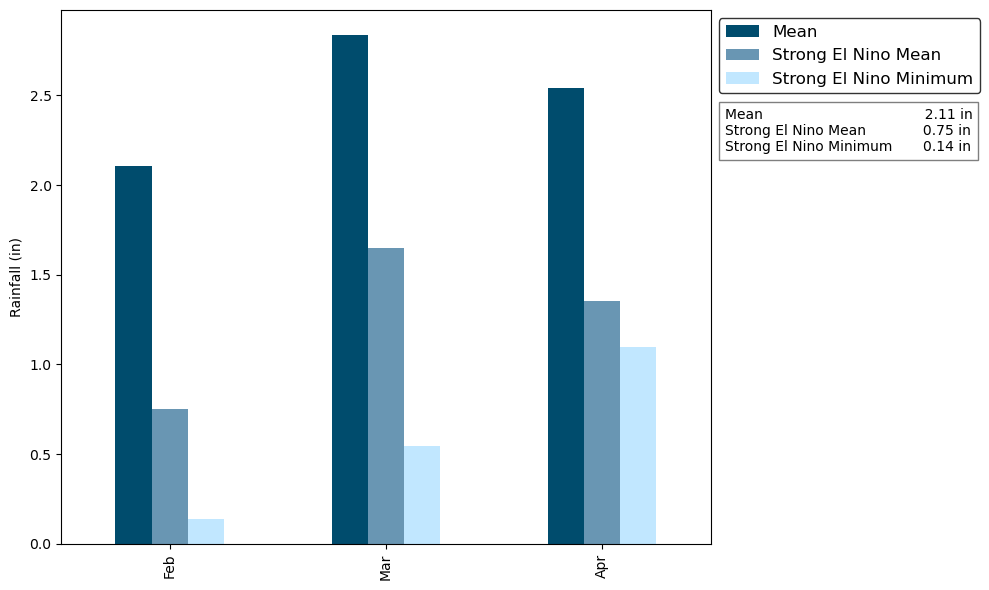 Mean
Strong El Nino Mean
Strong El Nino Minimum
Mean 2.11 in
Strong El Nino Mean 0.75 in
Strong El Nino Minimum 0.14 in
Rainfall (in)
2.5
2.0
1.5
1.0
0.5
0.0
Feb
Mar
Apr